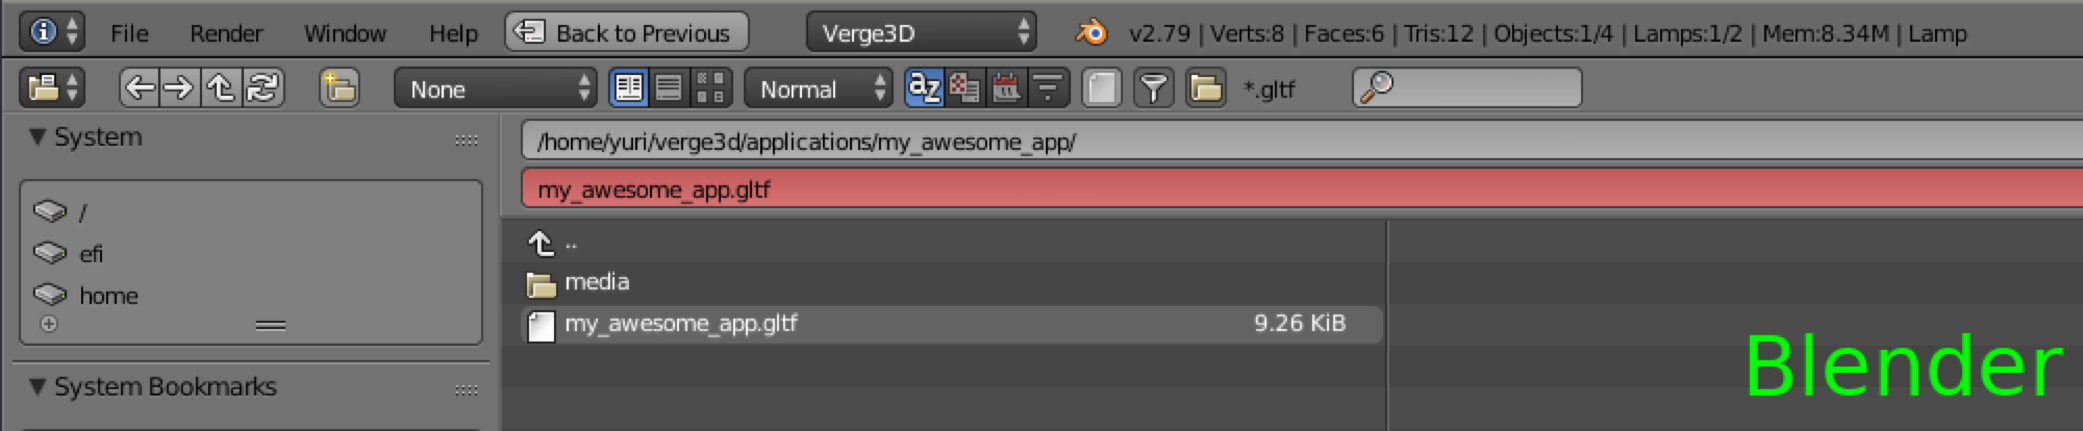 File Render Window Help Back to Previous Verge3D v2.79 | Verts:8 | Faces:6 | Tris:12 | Objects:1/4 | Lamps:1/2 | Mem:8.34M | Lamp
None Normal az *.gltf
System
/home/yuri/verge3d/applications/my_awesome_app/
my_awesome_app.gltf
/
efi
home
..
media
my_awesome_app.gltf 9.26 KiB
System Bookmarks
Blender